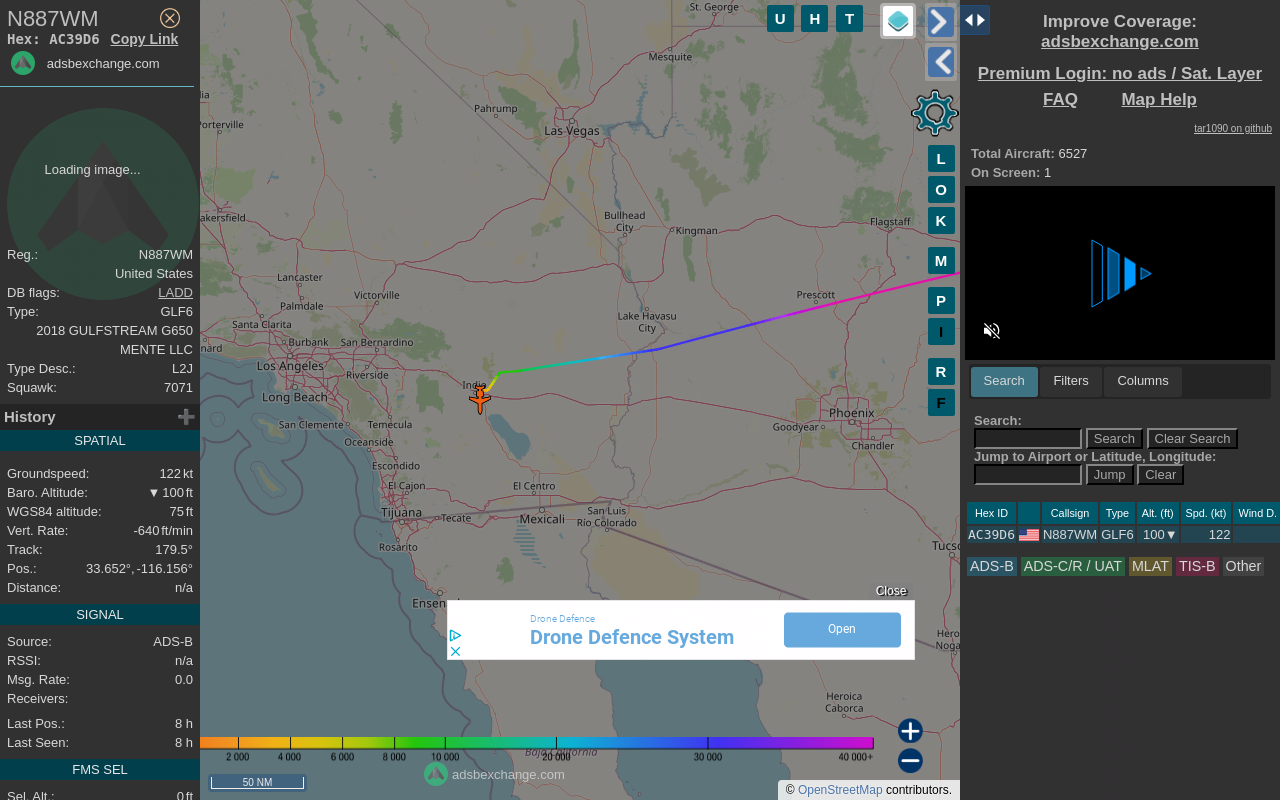 N887WM
Hex: AC39D6 Copy Link
adsbexchange.com
Loading image...
Reg.: N887WM
United States
DB flags: LADD
Type: GLF6
2018 GULFSTREAM G650
MENTE LLC
Type Desc.: L2J
Squawk: 7071
History
SPATIAL
Groundspeed: 122 kt
Baro. Altitude: ▼ 100 ft
WGS84 altitude: 75 ft
Vert. Rate: -640 ft/min
Track: 179.5°
Pos.: 33.652°, -116.156°
Distance: n/a
SIGNAL
Source: ADS-B
RSSI: n/a
Msg. Rate: 0.0
Receivers:
Last Pos.: 8 h
Last Seen: 8 h
FMS SEL
Sel. Alt.: 0 ft
U H T
L
O
K
M
P
I
R
F
St. George
Mesquite
Pahrump
Las Vegas
Porterville
Bullhead
City
Kingman
Flagstaff
akersfield
Lancaster
Palmdale
Victorville
Prescott
Lake Havasu
City
Santa Clarita
Burbank
San Bernardino
nard
Los Angeles
Riverside
Indio
Long Beach
Phoenix
San Clemente
Temecula
Goodyear
Oceanside
Chandler
Escondido
El Cajon
El Centro
Tijuana
Tecate
Mexicali
San Luis
Río Colorado
Rosarito
Tucso
Ensen
Hero
Noga
Heroica
Caborca
Baja California
Close
Drone Defence
Drone Defence System
Open
2 000 4 000 6 000 8 000 10 000 20 000 30 000 40 000+
adsbexchange.com
50 NM
© OpenStreetMap contributors.
Improve Coverage:
adsbexchange.com
Premium Login: no ads / Sat. Layer
FAQ Map Help
tar1090 on github
Total Aircraft: 6527
On Screen: 1
Search Filters Columns
Search:
Search Clear Search
Jump to Airport or Latitude, Longitude:
Jump Clear
Hex ID Callsign Type Alt. (ft) Spd. (kt) Wind D.
AC39D6 N887WM GLF6 100▼ 122
ADS-B ADS-C/R / UAT MLAT TIS-B Other